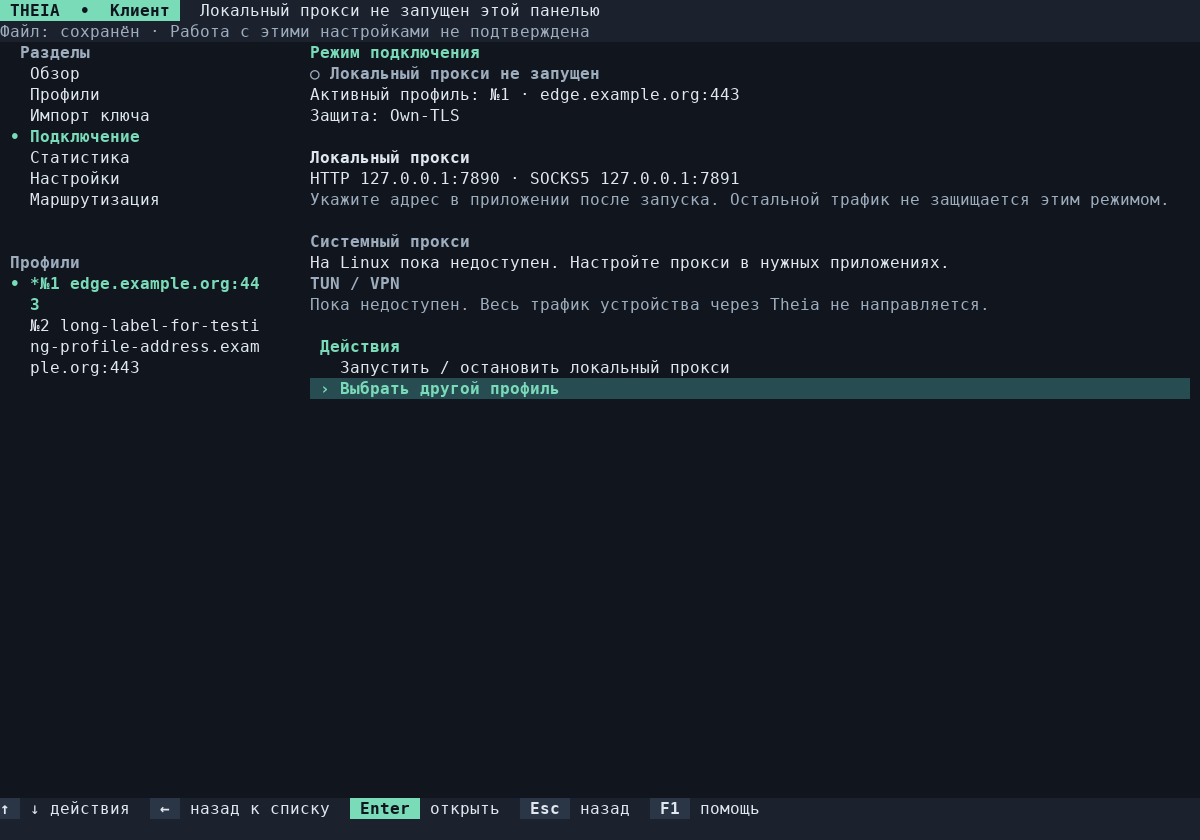 THEIA • Клиент Локальный прокси не запущен этой панелью
Файл: сохранён · Работа с этими настройками не подтверждена
Разделы
Обзор
Профили
Импорт ключа
• Подключение
Статистика
Настройки
Маршрутизация
Профили
• *№1 edge.example.org:44
3
№2 long-label-for-testi
ng-profile-address.exam
ple.org:443
Режим подключения
○ Локальный прокси не запущен
Активный профиль: №1 · edge.example.org:443
Защита: Own-TLS
Локальный прокси
HTTP 127.0.0.1:7890 · SOCKS5 127.0.0.1:7891
Укажите адрес в приложении после запуска. Остальной трафик не защищается этим режимом.
Системный прокси
На Linux пока недоступен. Настройте прокси в нужных приложениях.
TUN / VPN
Пока недоступен. Весь трафик устройства через Theia не направляется.
Действия
Запустить / остановить локальный прокси
› Выбрать другой профиль
↑ ↓ действия ← назад к списку Enter открыть Esc назад F1 помощь